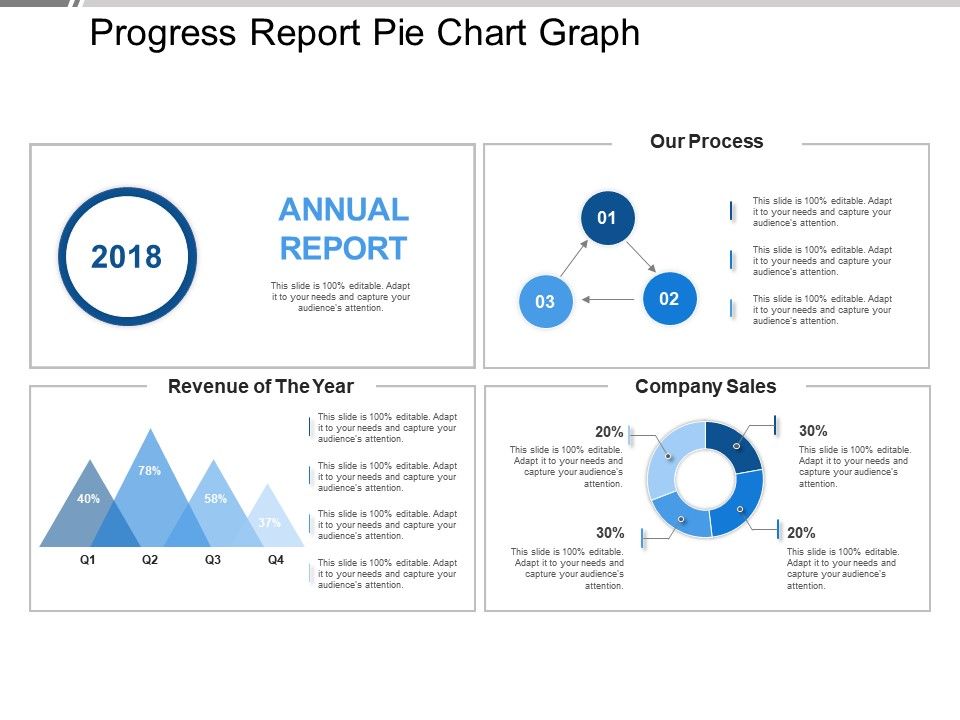 Progress Report Pie Chart Graph
2018
ANNUAL
REPORT
This slide is 100% editable. Adapt
it to your needs and capture your
audience's attention.
Our Process
01
02
03
This slide is 100% editable. Adapt
it to your needs and capture your
audience's attention.
This slide is 100% editable. Adapt
it to your needs and capture your
audience's attention.
This slide is 100% editable. Adapt
it to your needs and capture your
audience's attention.
Revenue of The Year
40%
78%
58%
37%
Q1
Q2
Q3
Q4
This slide is 100% editable. Adapt
it to your needs and capture your
audience's attention.
This slide is 100% editable. Adapt
it to your needs and capture your
audience's attention.
This slide is 100% editable. Adapt
it to your needs and capture your
audience's attention.
This slide is 100% editable. Adapt
it to your needs and capture your
audience's attention.
Company Sales
20%
This slide is 100% editable.
Adapt it to your needs and
capture your audience's
attention.
30%
This slide is 100% editable.
Adapt it to your needs and
capture your audience's
attention.
30%
This slide is 100% editable.
Adapt it to your needs and
capture your audience's
attention.
20%
This slide is 100% editable.
Adapt it to your needs and
capture your audience's
attention.